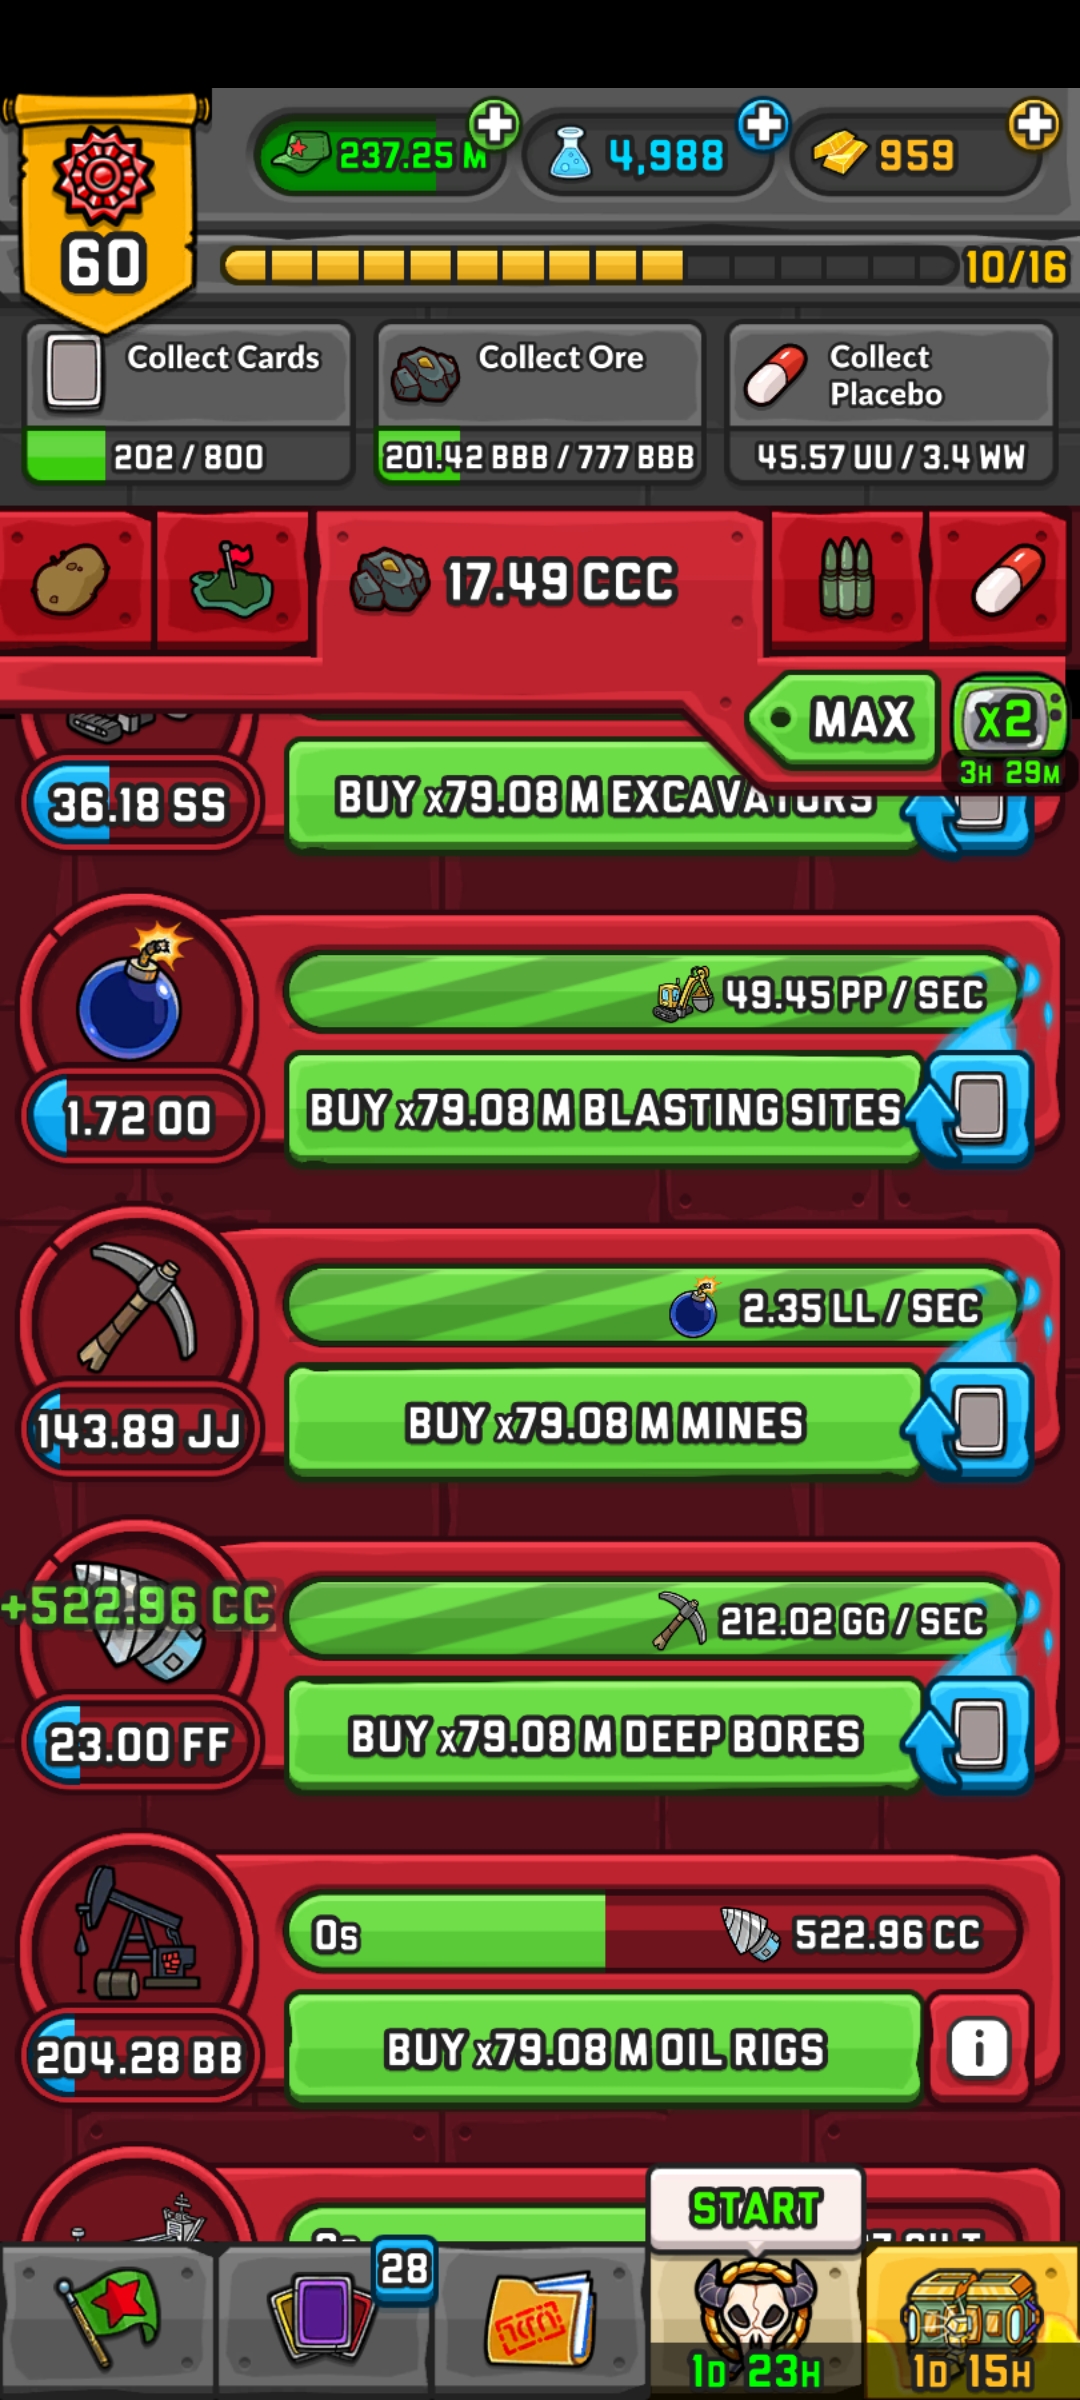 60
237.25 M
4,988
959
10/16
Collect Cards
202 / 800
Collect Ore
201.42 BBB / 777 BBB
Collect
Placebo
45.57 UU / 3.4 WW
17.49 CCC
MAX
x2
3H 29M
36.18 SS
BUY x79.08 M EXCAVATORS
49.45 PP / SEC
1.72 OO
BUY x79.08 M BLASTING SITES
2.35 LL / SEC
143.89 JJ
BUY x79.08 M MINES
+522.96 CC
212.02 GG / SEC
23.00 FF
BUY x79.08 M DEEP BORES
0s
522.96 CC
204.28 BB
BUY x79.08 M OIL RIGS
i
START
28
1D 23H
1D 15H